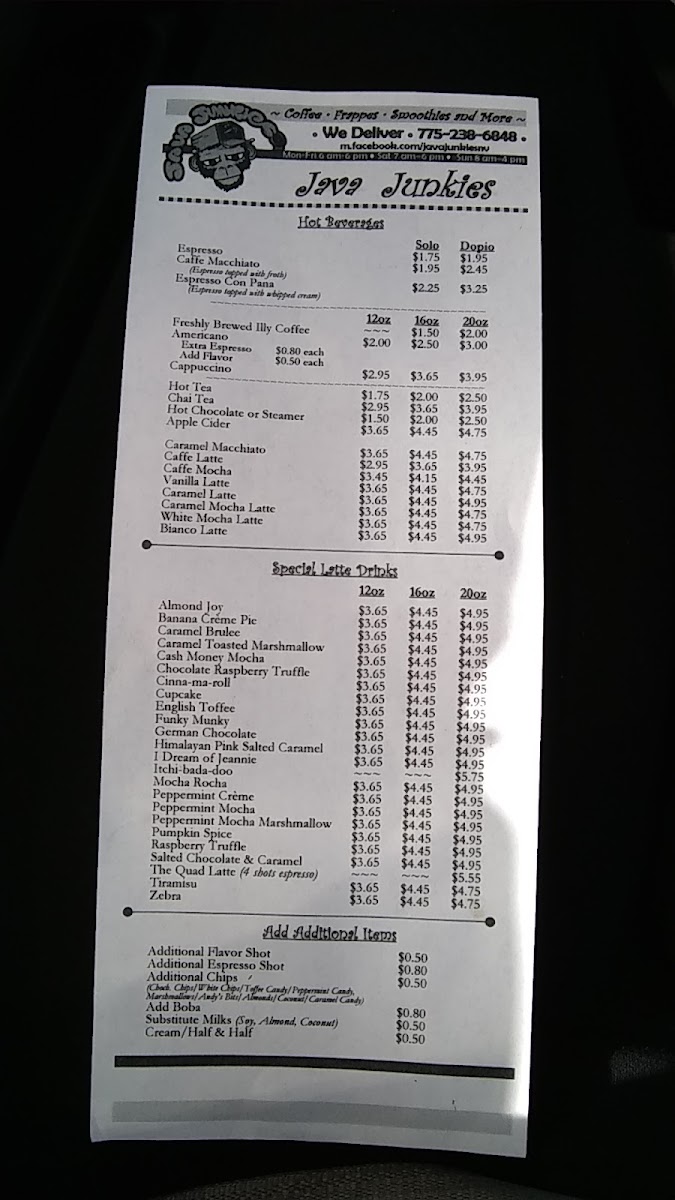 JAVA JUNKIES
~ Coffee · Frappes · Smoothies and More ~
• We Deliver • 775-238-6848 •
m.facebook.com/javajunkiesnv
Mon-Fri 6 am-6 pm • Sat 7 am-6 pm • Sun 8 am-4 pm
Java Junkies
Hot Beverages
Solo Dopio
Espresso $1.75 $1.95
Caffe Macchiato $1.95 $2.45
(Espresso topped with froth)
Espresso Con Pana $2.25 $3.25
(Espresso topped with whipped cream)
12oz 16oz 20oz
Freshly Brewed Illy Coffee ~~~ $1.50 $2.00
Americano $2.00 $2.50 $3.00
Extra Espresso $0.80 each
Add Flavor $0.50 each
Cappuccino $2.95 $3.65 $3.95
Hot Tea $1.75 $2.00 $2.50
Chai Tea $2.95 $3.65 $3.95
Hot Chocolate or Steamer $1.50 $2.00 $2.50
Apple Cider $3.65 $4.45 $4.75
Caramel Macchiato $3.65 $4.45 $4.75
Caffe Latte $2.95 $3.65 $3.95
Caffe Mocha $3.45 $4.15 $4.45
Vanilla Latte $3.65 $4.45 $4.75
Caramel Latte $3.65 $4.45 $4.95
Caramel Mocha Latte $3.65 $4.45 $4.75
White Mocha Latte $3.65 $4.45 $4.75
Bianco Latte $3.65 $4.45 $4.95
Special Latte Drinks
12oz 16oz 20oz
Almond Joy $3.65 $4.45 $4.95
Banana Créme Pie $3.65 $4.45 $4.95
Caramel Brulee $3.65 $4.45 $4.95
Caramel Toasted Marshmallow $3.65 $4.45 $4.95
Cash Money Mocha $3.65 $4.45 $4.95
Chocolate Raspberry Truffle $3.65 $4.45 $4.95
Cinna-ma-roll $3.65 $4.45 $4.95
Cupcake $3.65 $4.45 $4.95
English Toffee $3.65 $4.45 $4.95
Funky Munky $3.65 $4.45 $4.95
German Chocolate $3.65 $4.45 $4.95
Himalayan Pink Salted Caramel $3.65 $4.45 $4.95
I Dream of Jeannie $3.65 $4.45 $4.95
Itchi-bada-doo ~~~ ~~~ $5.75
Mocha Rocha $3.65 $4.45 $4.95
Peppermint Crème $3.65 $4.45 $4.95
Peppermint Mocha $3.65 $4.45 $4.95
Peppermint Mocha Marshmallow $3.65 $4.45 $4.95
Pumpkin Spice $3.65 $4.45 $4.95
Raspberry Truffle $3.65 $4.45 $4.95
Salted Chocolate & Caramel $3.65 $4.45 $4.95
The Quad Latte (4 shots espresso) ~~~ ~~~ $5.55
Tiramisu $3.65 $4.45 $4.75
Zebra $3.65 $4.45 $4.75
Add Additional Items
Additional Flavor Shot $0.50
Additional Espresso Shot $0.80
Additional Chips $0.50
(Choch. Chips/White Chips/Toffee Candy/Peppermint Candy,
Marshmallows/Andy's Bits/Almonds/Coconut/Caramel Candy)
Add Boba $0.80
Substitute Milks (Soy, Almond, Coconut) $0.50
Cream/Half & Half $0.50